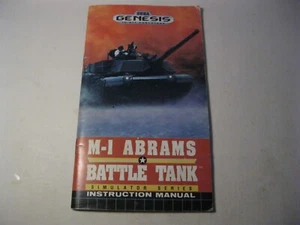 SEGA
GENESIS
M-1 ABRAMS
BATTLE TANK
SIMULATOR SERIES
INSTRUCTION MANUAL